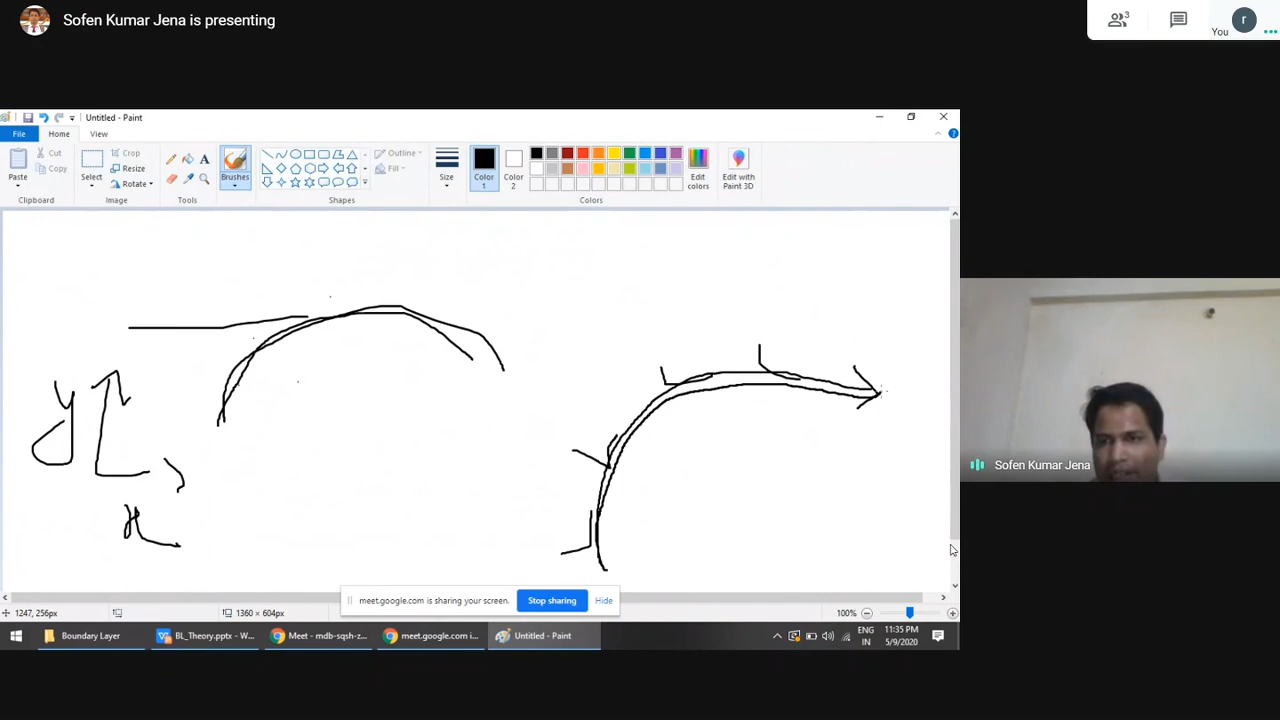 Sofen Kumar Jena is presenting
3
r
You
Untitled - Paint
File Home View
Paste
Cut
Copy
Clipboard
Select
Crop
Resize
Rotate
Image
A
Tools
Brushes
Outline
Fill
Shapes
Size
Color 1
Color 2
Edit colors
Edit with Paint 3D
Colors
y
x
Sofen Kumar Jena
meet.google.com is sharing your screen. Stop sharing Hide
1247, 256px 1360 × 604px 100%
Boundary Layer BL_Theory.pptx - W... Meet - mdb-sqsh-z... meet.google.com i... Untitled - Paint
ENG IN
11:35 PM
5/9/2020